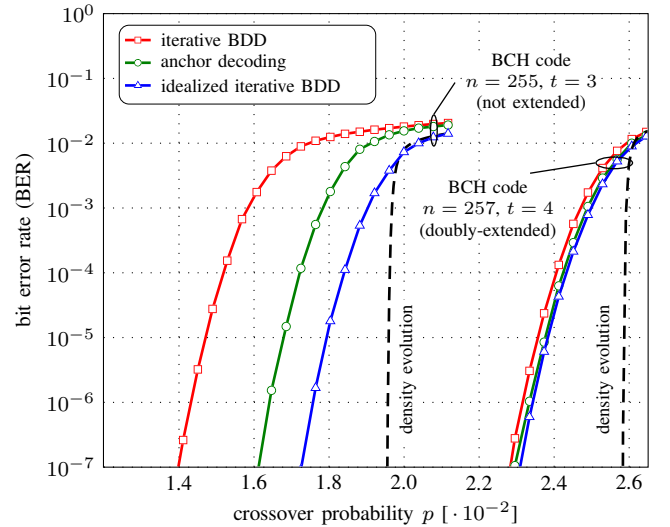 10⁰
10⁻¹
10⁻²
10⁻³
10⁻⁴
10⁻⁵
10⁻⁶
10⁻⁷
bit error rate (BER)
iterative BDD
anchor decoding
idealized iterative BDD
BCH code
n = 255, t = 3
(not extended)
BCH code
n = 257, t = 4
(doubly-extended)
density evolution
density evolution
1.4 1.6 1.8 2.0 2.2 2.4 2.6
crossover probability p [ · 10⁻²]